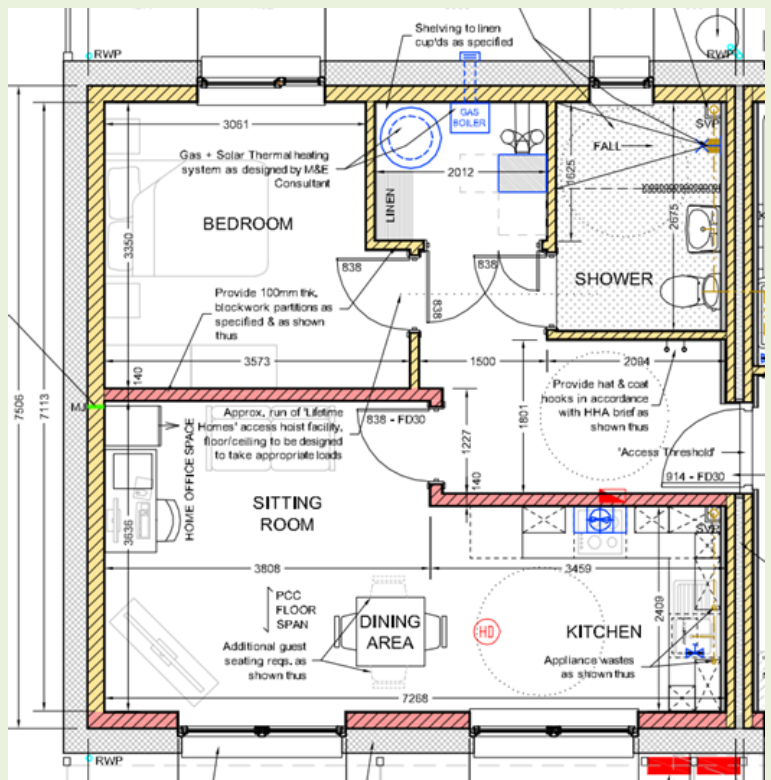 RWP
Shelving to linen
cup'ds as specified
RWP
3061
GAS
BOILER
SVP
FALL
Gas + Solar Thermal heating
system as designed by M&E
Consultant
2012
1625
LINEN
2675
BEDROOM
3350
838
838
838
SHOWER
Provide 100mm thk.
blockwork partitions as
specified & as shown
thus
3573
1500
2094
140
7506
7113
Provide hat & coat
hooks in accordance
with HHA brief as
shown thus
1801
MJ
Approx. run of 'Lifetime
Homes' access hoist facility,
floor/ceiling to be designed
to take appropriate loads
838 - FD30
1227
'Access Threshold'
914 - FD30
140
HOME OFFICE SPACE
SITTING
ROOM
3636
SVP
3808
3459
PCC
FLOOR
SPAN
2409
DINING
AREA
HD
KITCHEN
Additional guest
seating reqs. as
shown thus
Appliance wastes
as shown thus
7268
RWP